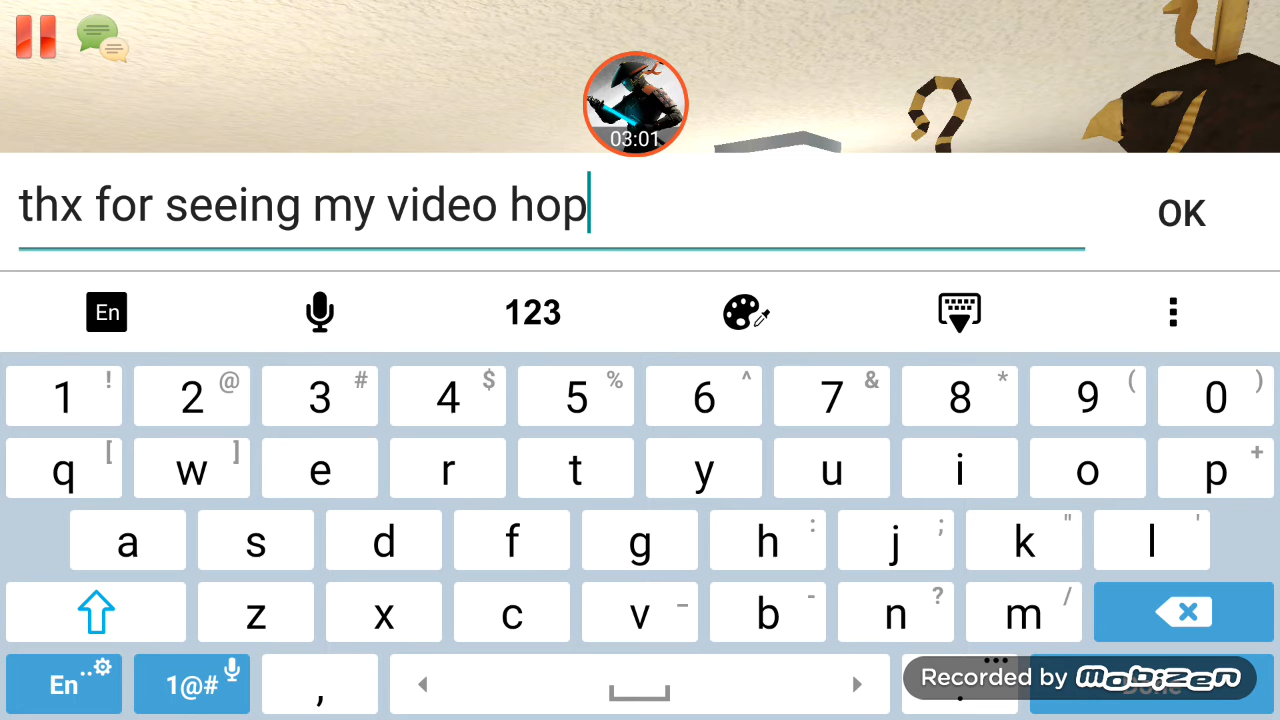 03:01
thx for seeing my video hop
OK
En 123
1 ! 2 @ 3 # 4 $ 5 % 6 ^ 7 & 8 * 9 ( 0 )
q [ w ] e r t y u i o p +
a s d f g h : j ; k " l '
z x c v _ b - n ? m /
En 1@# , . Done
Recorded by mobizen